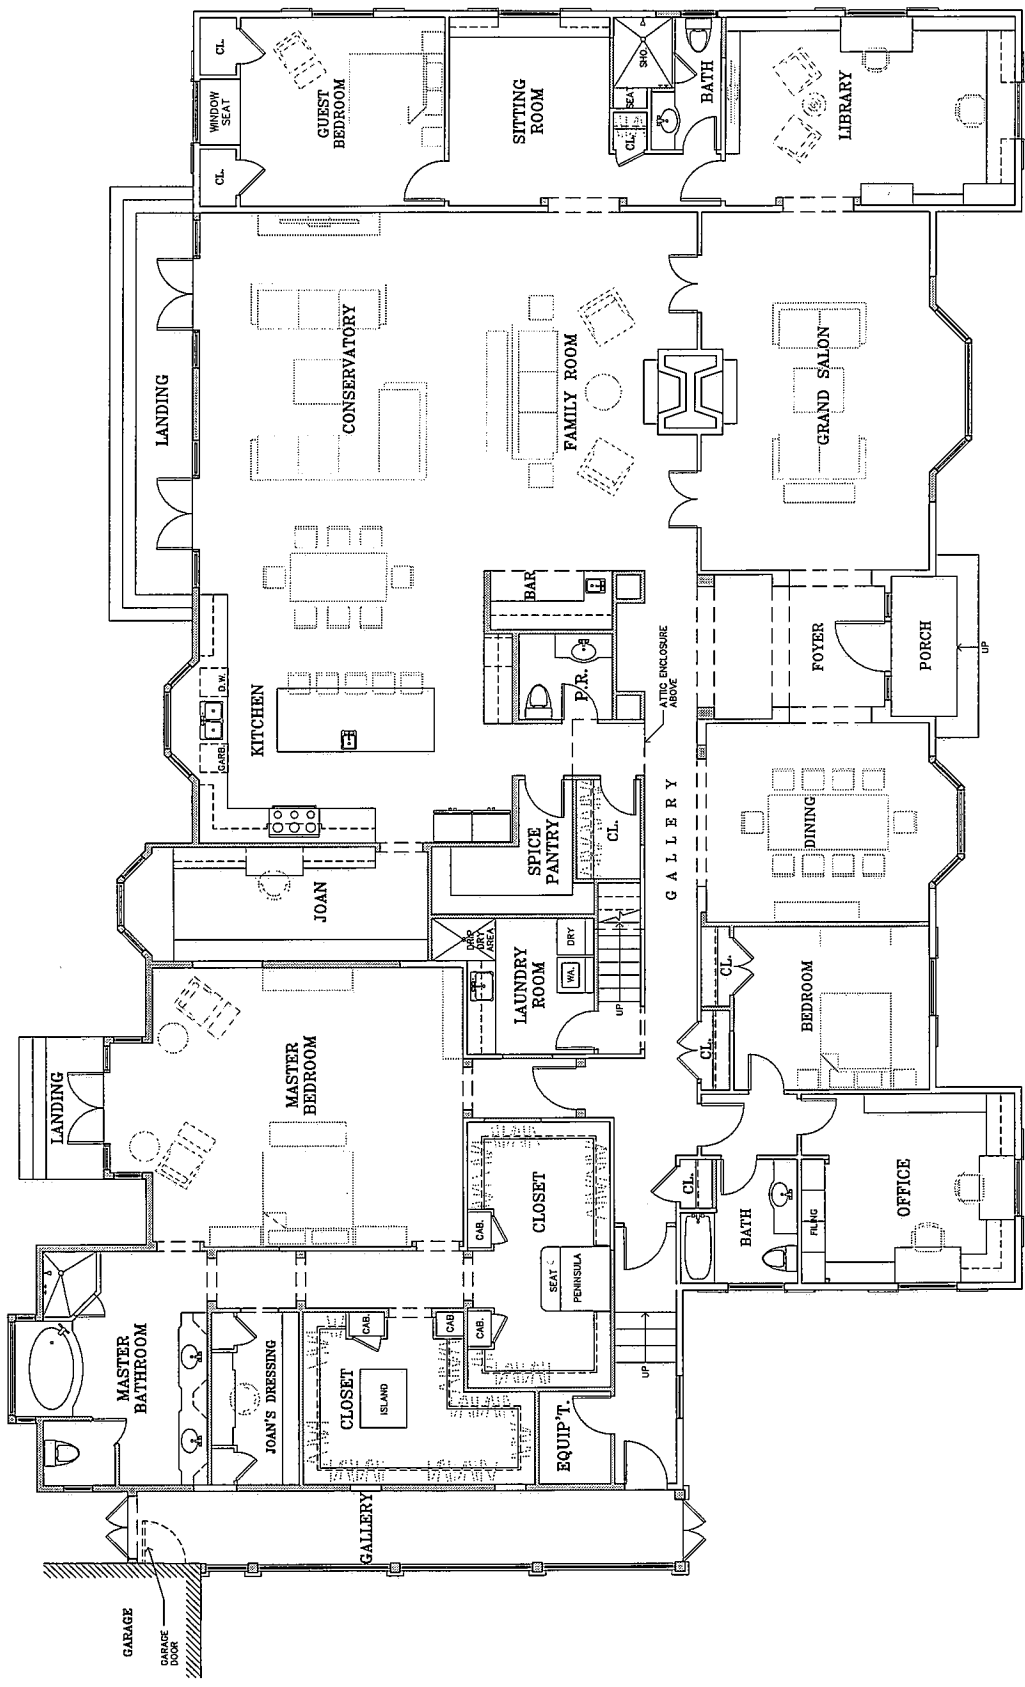 CL.
WINDOW
SEAT
CL.
GUEST
BEDROOM
SITTING
ROOM
SHO.
SEAT
CL.
BATH
LIBRARY
LANDING
CONSERVATORY
FAMILY ROOM
GRAND SALON
BAR
P.R.
ATTIC ENCLOSURE
ABOVE
FOYER
PORCH
UP
D.W.
GARB.
KITCHEN
SPICE
PANTRY
CL.
GALLERY
DINING
JOAN
DRIP
DRY
AREA
LAUNDRY
ROOM
DRY
WA.
UP
CL.
CL.
BEDROOM
LANDING
MASTER
BEDROOM
CLOSET
CAB.
SEAT
PENINSULA
CAB.
CL.
BATH
FILING
OFFICE
MASTER
BATHROOM
JOAN'S DRESSING
CLOSET
ISLAND
CAB.
CAB
EQUIP'T.
UP
GALLERY
GARAGE
GARAGE
DOOR